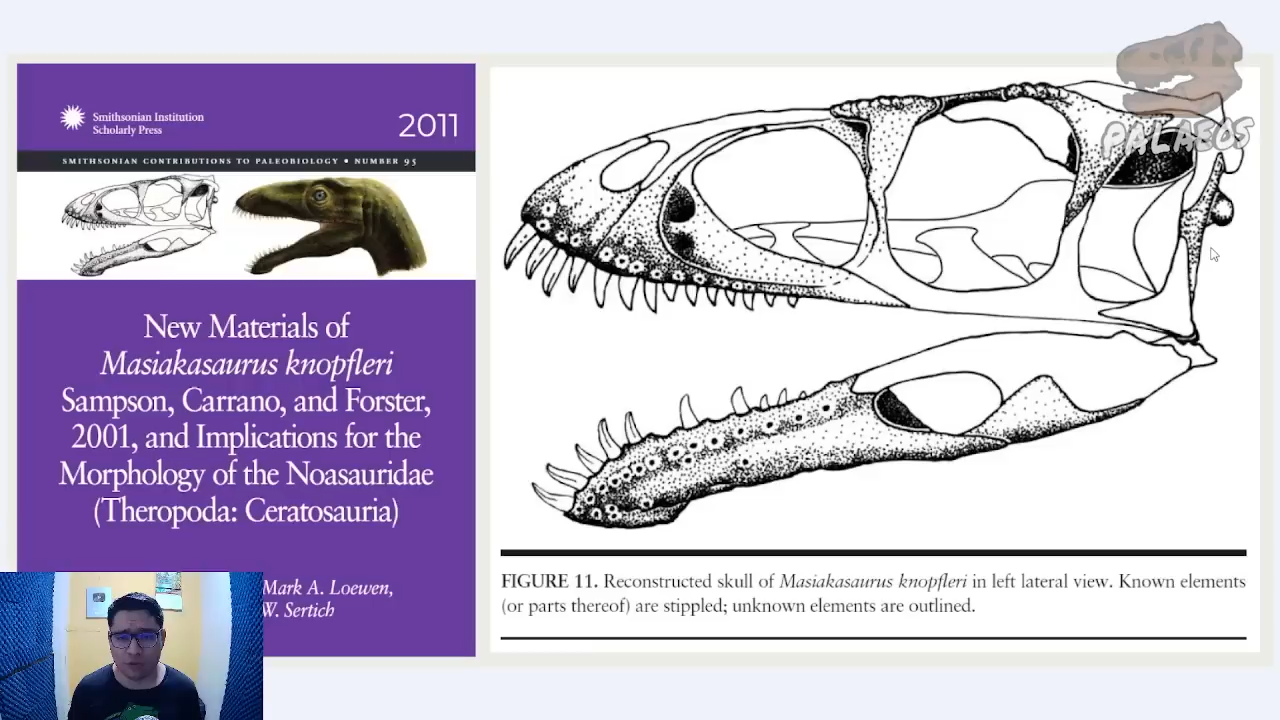 Smithsonian Institution
Scholarly Press
2011
SMITHSONIAN CONTRIBUTIONS TO PALEOBIOLOGY • NUMBER 95
New Materials of
Masiakasaurus knopfleri
Sampson, Carrano, and Forster,
2001, and Implications for the
Morphology of the Noasauridae
(Theropoda: Ceratosauria)
Mark A. Loewen,
W. Sertich
PALAEOS
FIGURE 11. Reconstructed skull of Masiakasaurus knopfleri in left lateral view. Known elements
(or parts thereof) are stippled; unknown elements are outlined.